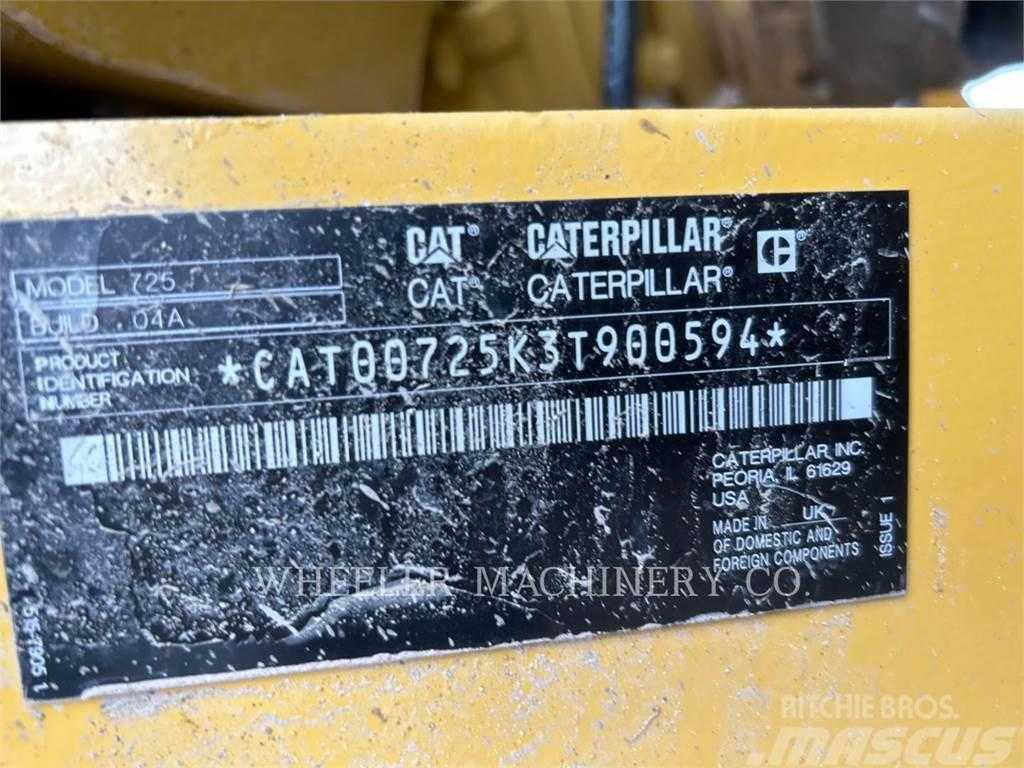 CAT® CATERPILLAR®
CAT® CATERPILLAR®
MODEL 725
BUILD 04A
PRODUCT IDENTIFICATION NUMBER
*CAT00725K3T900594*
CATERPILLAR INC.
PEORIA, IL 61629
USA
MADE IN UK
OF DOMESTIC AND
FOREIGN COMPONENTS
ISSUE 1
WHEELER MACHINERY CO.
RITCHIE BROS.
MASCUS